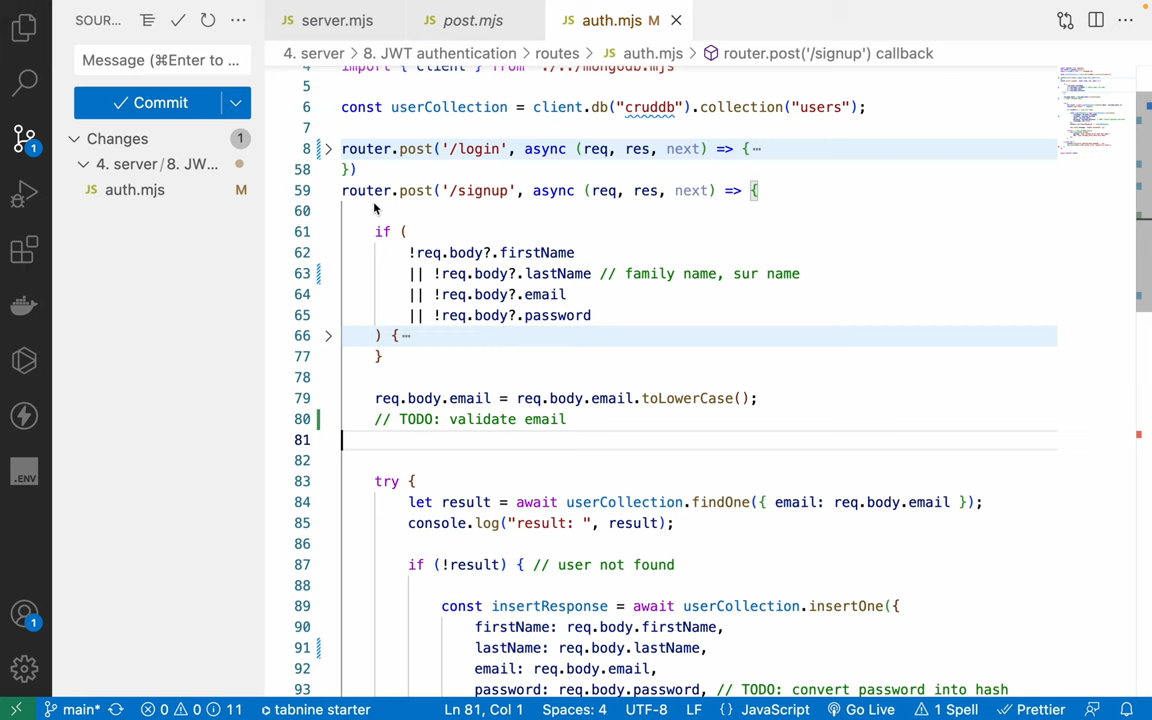 SOUR...
JS server.mjs
JS post.mjs
JS auth.mjs M
4. server > 8. JWT authentication > routes > JS auth.mjs > router.post('/signup') callback
Message (⌘Enter to ...
Commit
Changes 1
4. server / 8. JW...
JS auth.mjs M
1
.ENV
1
4 import { client } from './../mongodb.mjs'
5
6 const userCollection = client.db("cruddb").collection("users");
7
8 router.post('/login', async (req, res, next) => {⋯
58 })
59 router.post('/signup', async (req, res, next) => {
60
61 if (
62 !req.body?.firstName
63 || !req.body?.lastName // family name, sur name
64 || !req.body?.email
65 || !req.body?.password
66 ) {⋯
77 }
78
79 req.body.email = req.body.email.toLowerCase();
80 // TODO: validate email
81
82
83 try {
84 let result = await userCollection.findOne({ email: req.body.email });
85 console.log("result: ", result);
86
87 if (!result) { // user not found
88
89 const insertResponse = await userCollection.insertOne({
90 firstName: req.body.firstName,
91 lastName: req.body.lastName,
92 email: req.body.email,
93 password: req.body.password, // TODO: convert password into hash
main* 0 0 11 tabnine starter Ln 81, Col 1 Spaces: 4 UTF-8 LF {} JavaScript Go Live 1 Spell Prettier